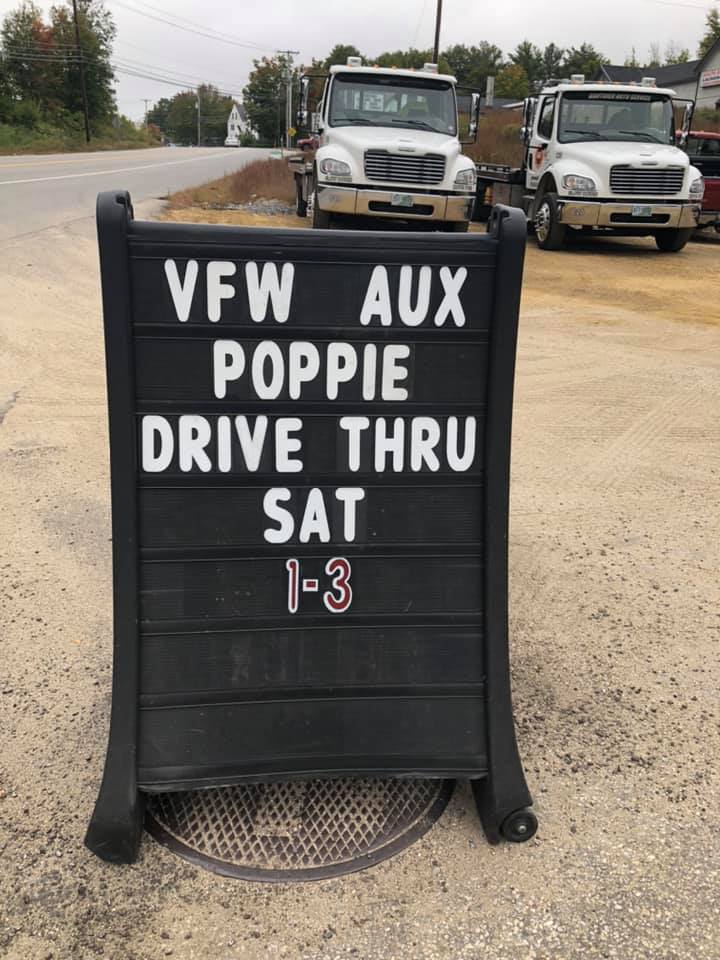 VFW AUX
POPPIE
DRIVE THRU
SAT
1-3